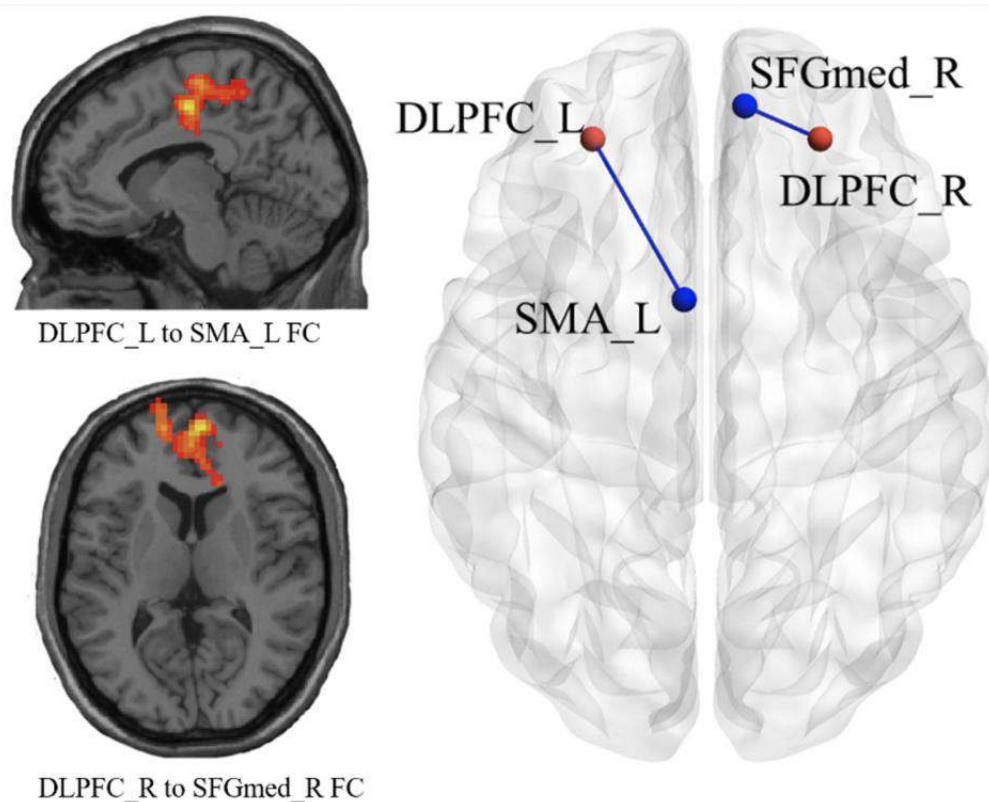 DLPFC_L to SMA_L FC
DLPFC_R to SFGmed_R FC
SFGmed_R
DLPFC_L
DLPFC_R
SMA_L